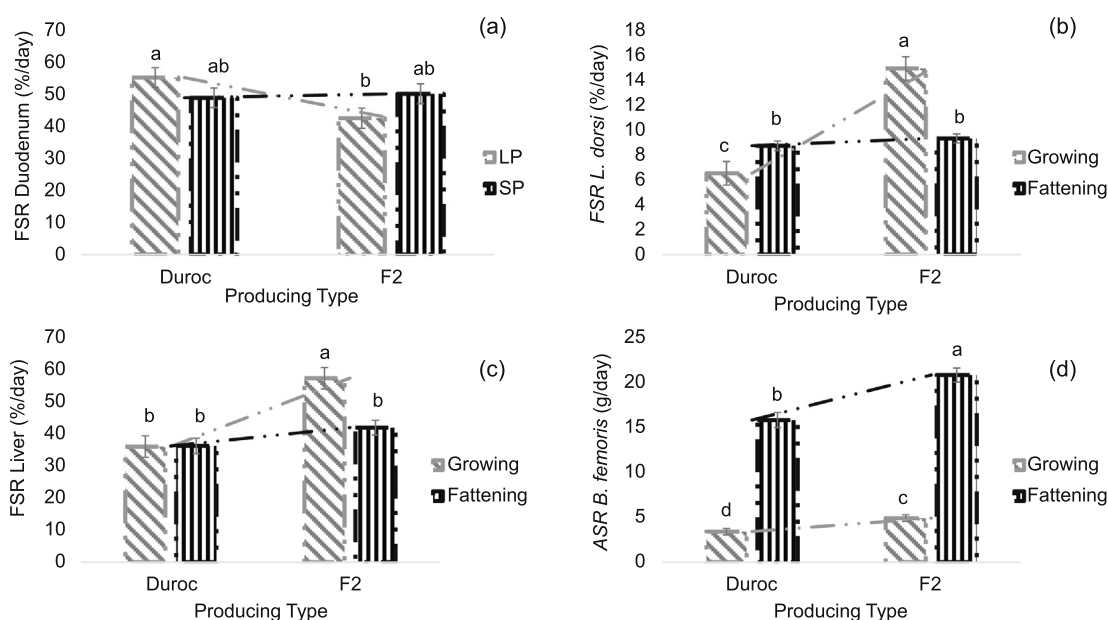 (a)
FSR Duodenum (%/day)
70
60
50
40
30
20
10
0
a
ab
b
ab
LP
SP
Duroc
F2
Producing Type
(b)
FSR L. dorsi (%/day)
18
16
14
12
10
8
6
4
2
0
c
b
a
b
Growing
Fattening
Duroc
F2
Producing Type
(c)
FSR Liver (%/day)
70
60
50
40
30
20
10
0
b
b
a
b
Growing
Fattening
Duroc
F2
Producing Type
(d)
ASR B. femoris (g/day)
25
20
15
10
5
0
d
b
c
a
Growing
Fattening
Duroc
F2
Producing Type